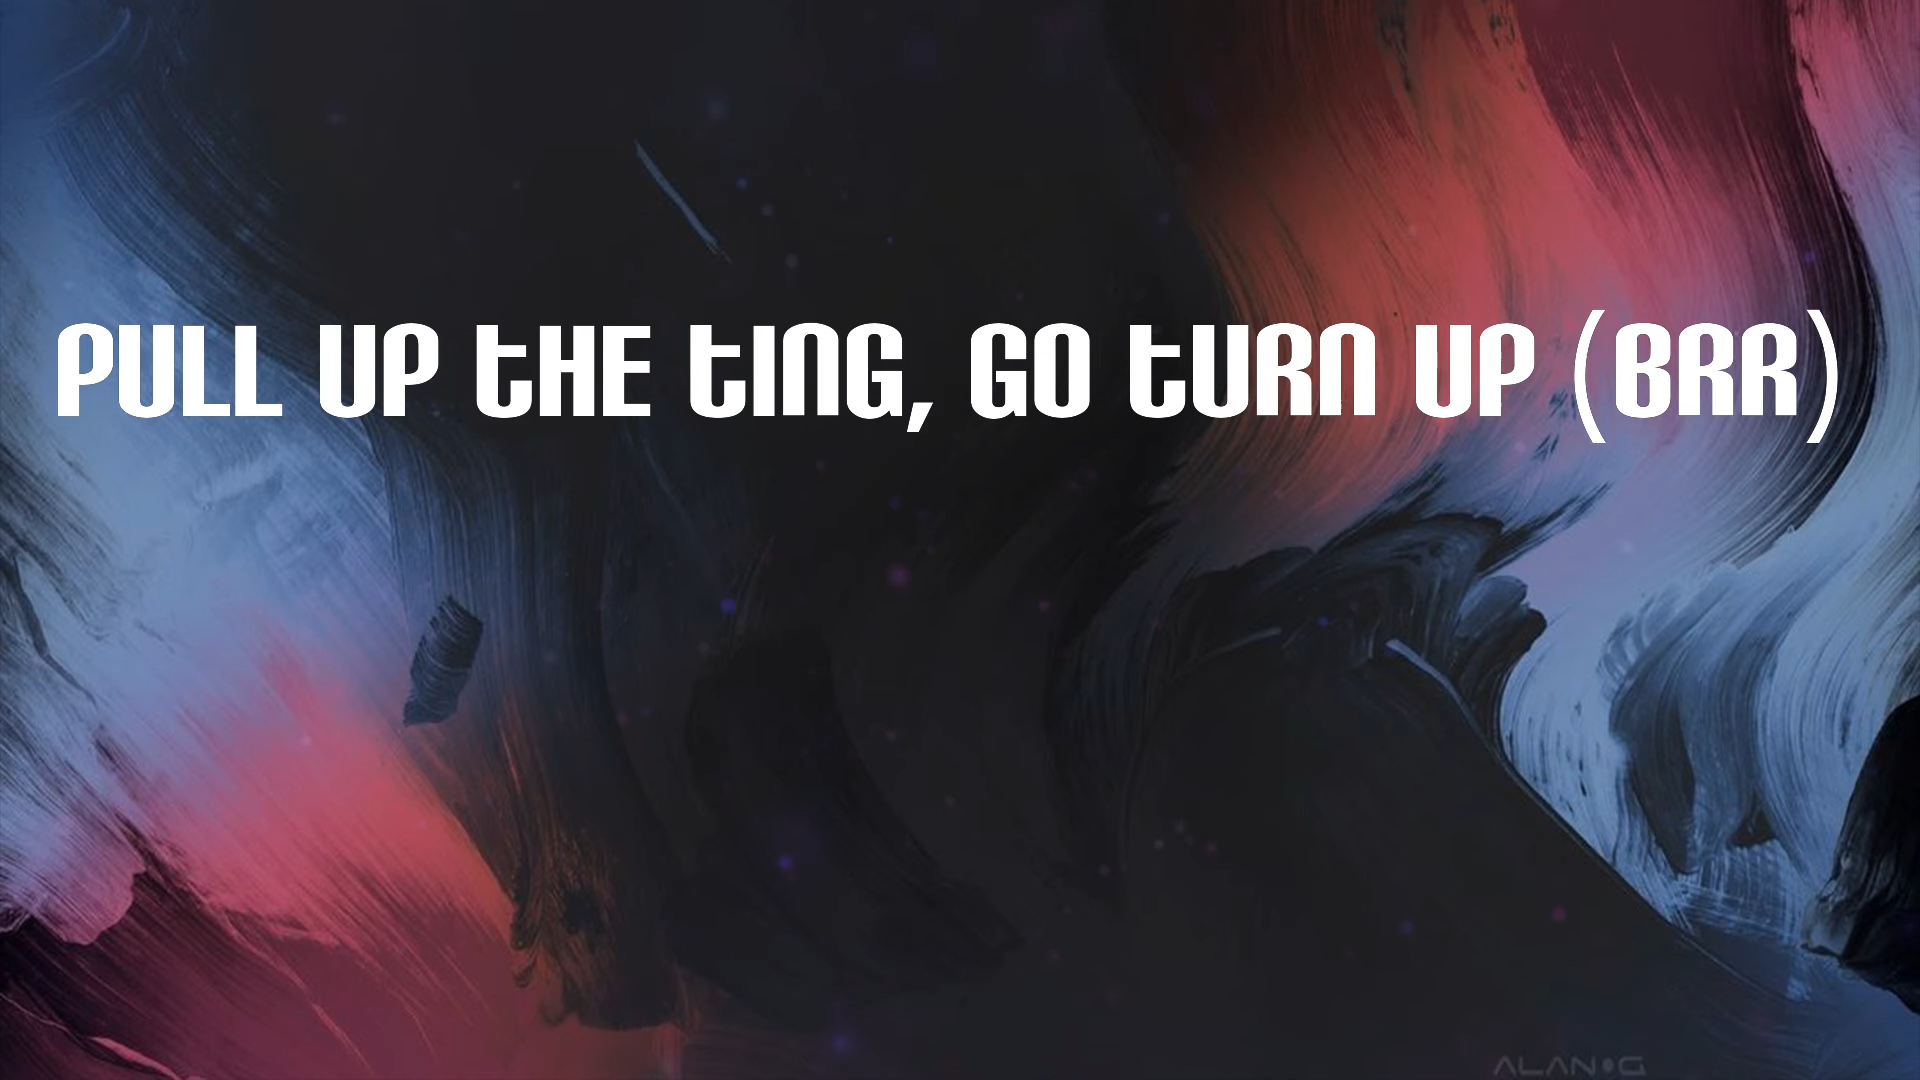 PULL UP THE TING, GO TURN UP (BRR)
ALAN•G